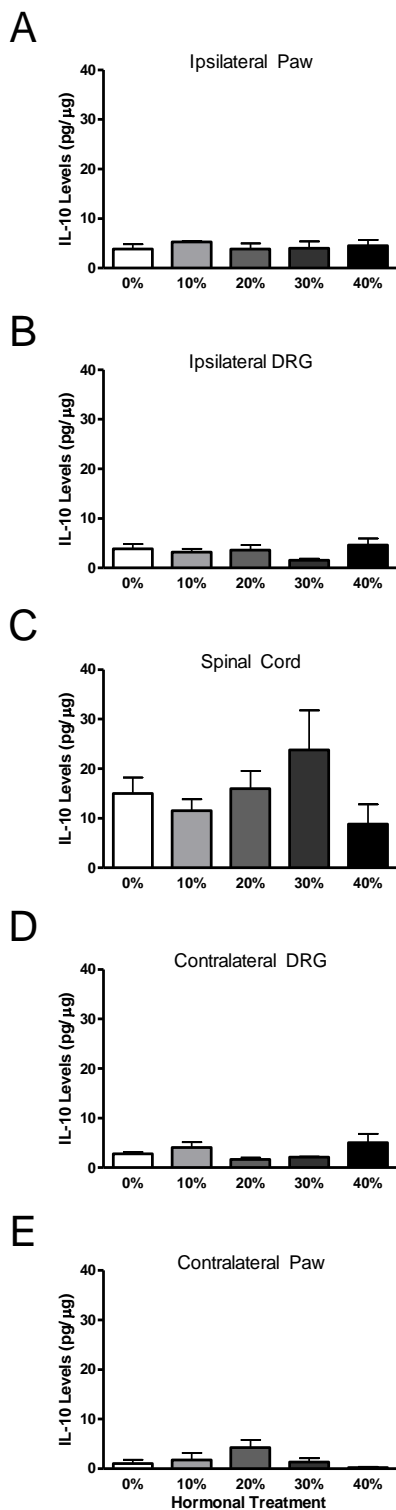 A
Ipsilateral Paw
IL-10 Levels (pg/µg)
40
30
20
10
0
0% 10% 20% 30% 40%
B
Ipsilateral DRG
IL-10 Levels (pg/µg)
40
30
20
10
0
0% 10% 20% 30% 40%
C
Spinal Cord
IL-10 Levels (pg/µg)
40
30
20
10
0
0% 10% 20% 30% 40%
D
Contralateral DRG
IL-10 Levels (pg/µg)
40
30
20
10
0
0% 10% 20% 30% 40%
E
Contralateral Paw
IL-10 Levels (pg/µg)
40
30
20
10
0
0% 10% 20% 30% 40%
Hormonal Treatment